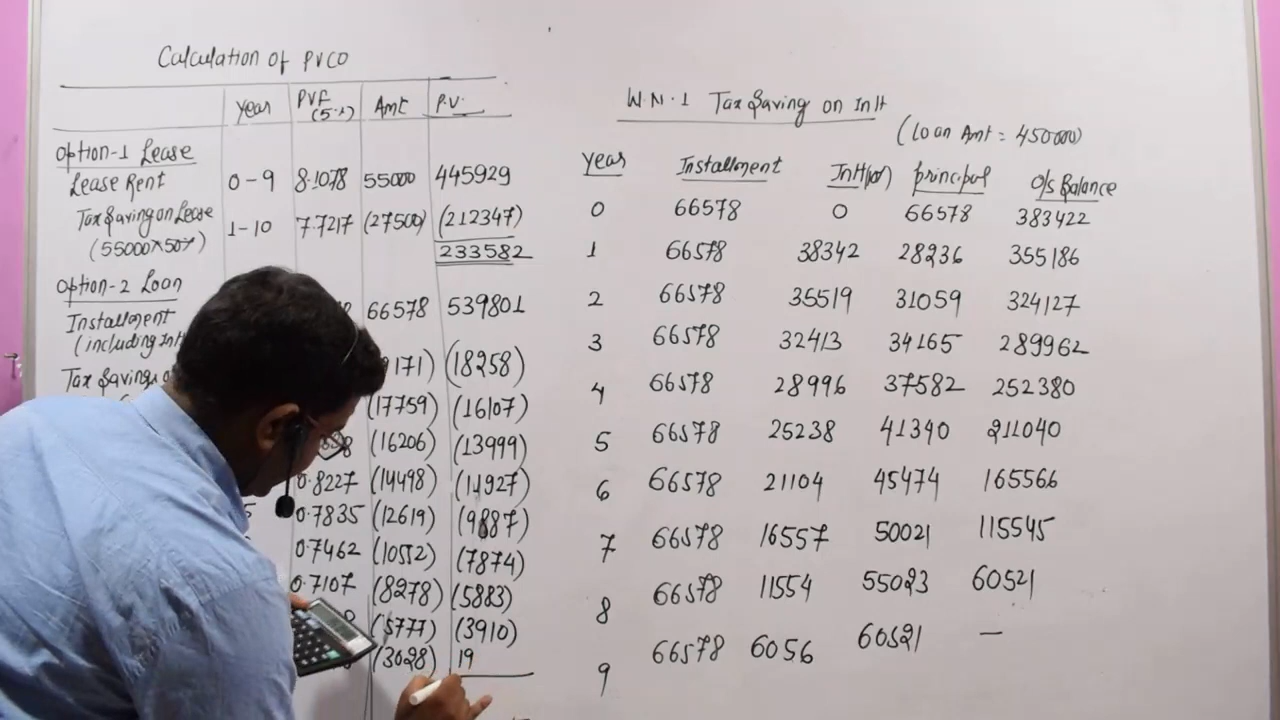 Calculation of PVCO
Year PVF (5%) Amt P.V.
Option-1 Lease
Lease Rent 0-9 8.1078 55000 445929
Tax Saving on Lease 1-10 7.7217 (27500) (212347)
(55000x50%) 233582
Option-2 Loan
Installment 66578 539801
(including Int
Tax Saving (18258)
(17759) (16107)
(16206) (13999)
0.8227 (14498) (11927)
0.7835 (12619) (9887)
0.7462 (10552) (7874)
0.7107 (8278) (5883)
(5777) (3910)
(3028) 19
W.N.1 Tax Saving on Int
(Loan Amt = 450000)
Year Installment Int(10%) principal O/s Balance
0 66578 0 66578 383422
1 66578 38342 28236 355186
2 66578 35519 31059 324127
3 66578 32413 34165 289962
4 66578 28996 37582 252380
5 66578 25238 41340 211040
6 66578 21104 45474 165566
7 66578 16557 50021 115545
8 66578 11554 55023 60521
9 66578 6056 60521 —